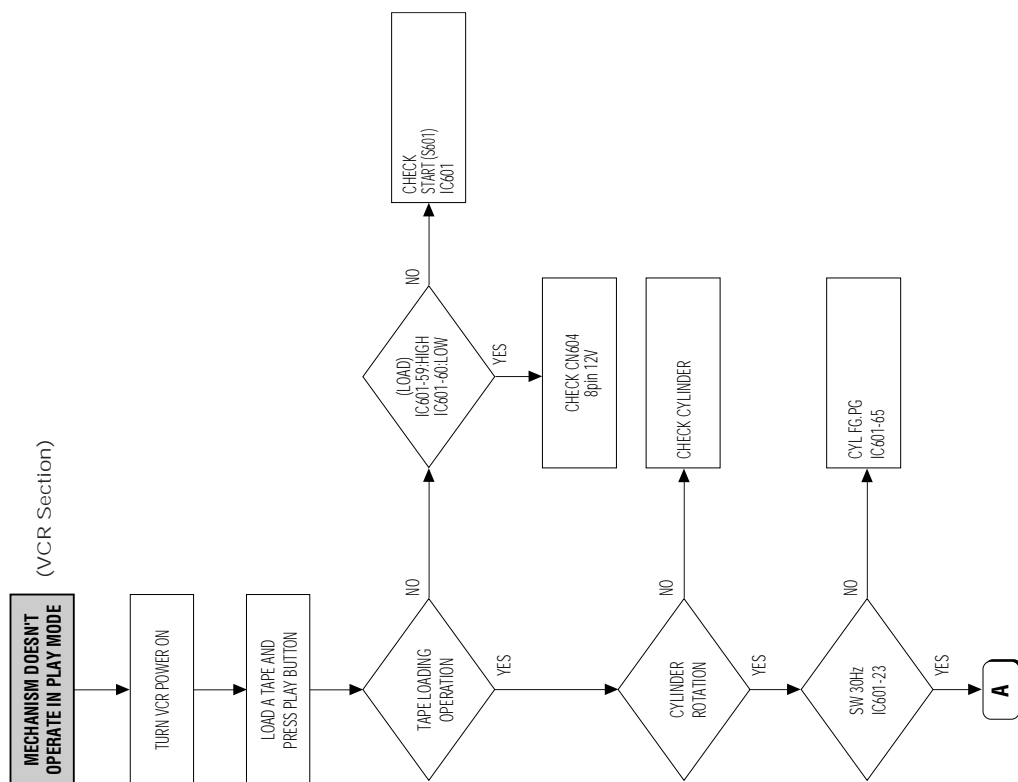 MECHANISM DOESN'T
OPERATE IN PLAY MODE
(VCR Section)
TURN VCR POWER ON
LOAD A TAPE AND
PRESS PLAY BUTTON
TAPE LOADING
OPERATION
NO
YES
(LOAD)
IC601-59:HIGH
IC601-60:LOW
NO
YES
CHECK
START (S601)
IC601
CHECK CN604
8pin 12V
CYLINDER
ROTATION
NO
YES
CHECK CYLINDER
SW 30Hz
IC601-23
NO
YES
CYL FG.PG
IC601-65
A